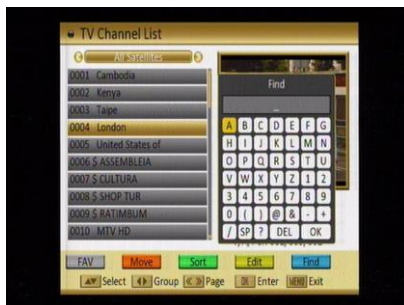 TV Channel List
All Satellites
0001 Cambodia
0002 Kenya
0003 Taipe
0004 London
0005 United States of
0006 $ ASSEMBLEIA
0007 $ CULTURA
0008 $ SHOP TUR
0009 $ RATIMBUM
0010 MTV HD
Find
_
A B C D E F G
H I J K L M N
O P Q R S T U
V W X Y Z 1 2
3 4 5 6 7 8 9
0 ( ) @ & - +
/ SP ? DEL OK
FAV Move Sort Edit Find
Select Group Page OK Enter MENU Exit